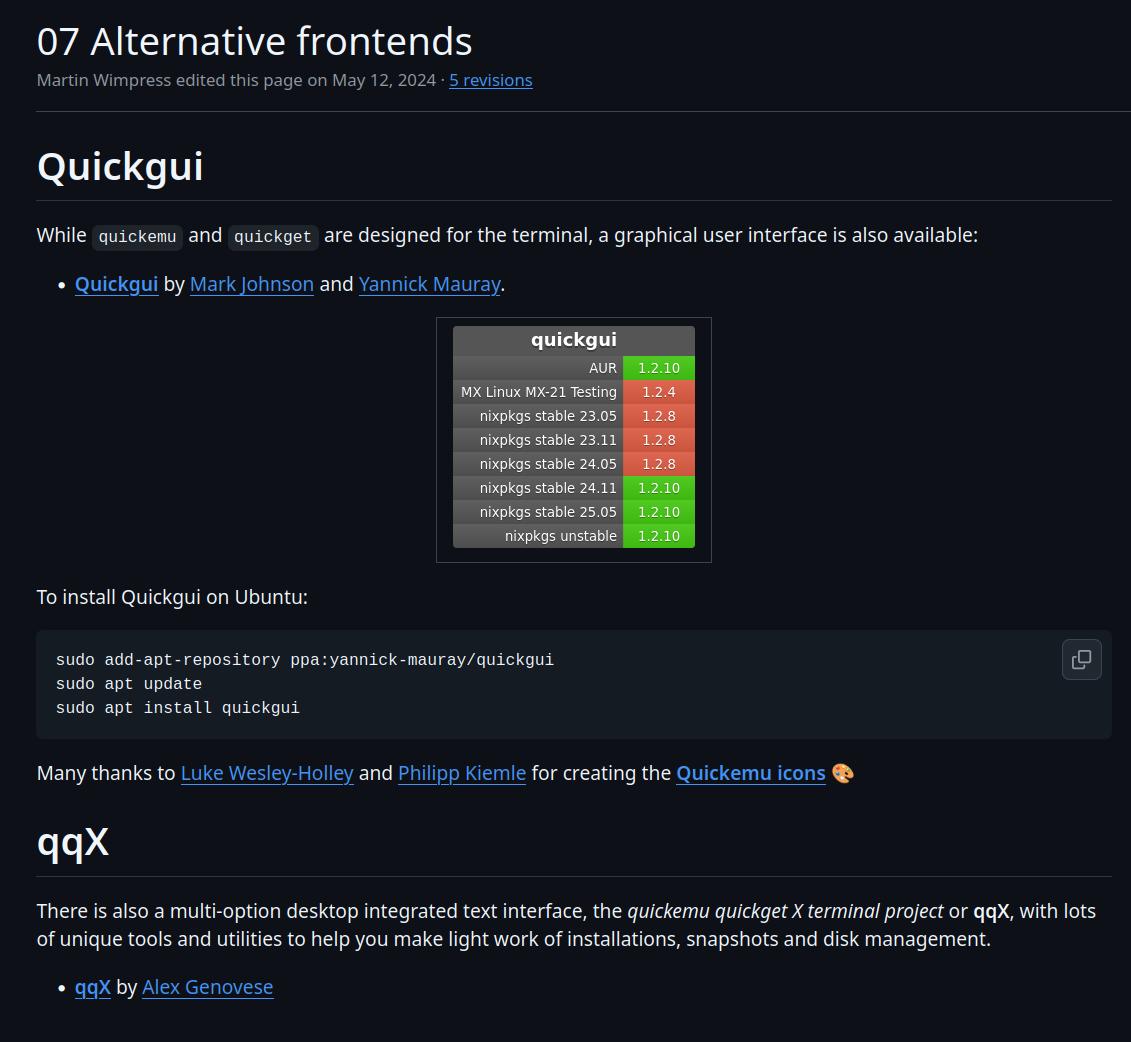 07 Alternative frontends
Martin Wimpress edited this page on May 12, 2024 · 5 revisions
Quickgui
While quickemu and quickget are designed for the terminal, a graphical user interface is also available:
• Quickgui by Mark Johnson and Yannick Mauray.
quickgui
AUR 1.2.10
MX Linux MX-21 Testing 1.2.4
nixpkgs stable 23.05 1.2.8
nixpkgs stable 23.11 1.2.8
nixpkgs stable 24.05 1.2.8
nixpkgs stable 24.11 1.2.10
nixpkgs stable 25.05 1.2.10
nixpkgs unstable 1.2.10
To install Quickgui on Ubuntu:
sudo add-apt-repository ppa:yannick-mauray/quickgui
sudo apt update
sudo apt install quickgui
Many thanks to Luke Wesley-Holley and Philipp Kiemle for creating the Quickemu icons 🎨
qqX
There is also a multi-option desktop integrated text interface, the quickemu quickget X terminal project or qqX, with lots
of unique tools and utilities to help you make light work of installations, snapshots and disk management.
• qqX by Alex Genovese